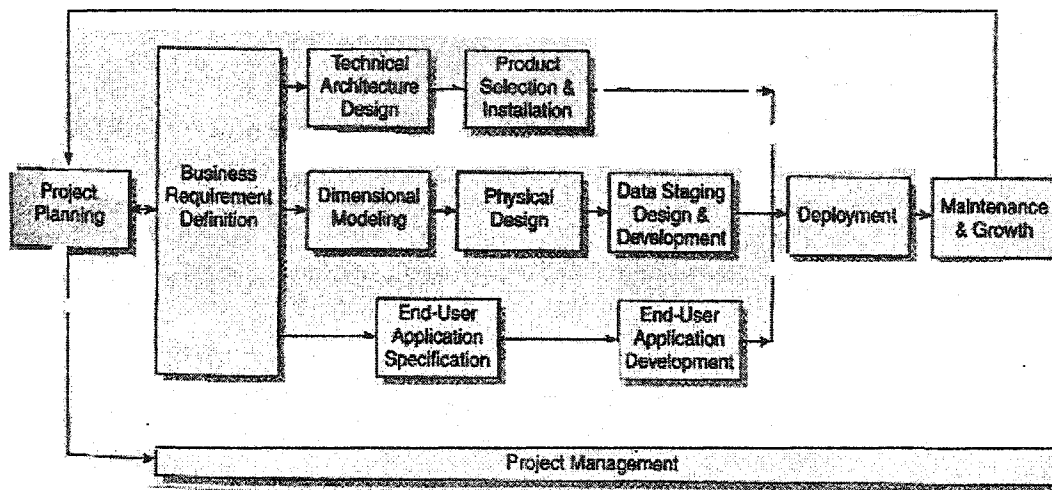 Technical
Architecture
Design
Product
Selection &
Installation
Project
Planning
Business
Requirement
Definition
Dimensional
Modeling
Physical
Design
Data Staging
Design &
Development
Deployment
Maintenance
& Growth
End-User
Application
Specification
End-User
Application
Development
Project Management